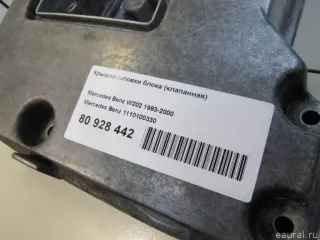 Крышка головки блока (клапанная)
Mercedes Benz W202 1993-2000
Mercedes Benz 1110100330
80 928 442
© eaural.ru